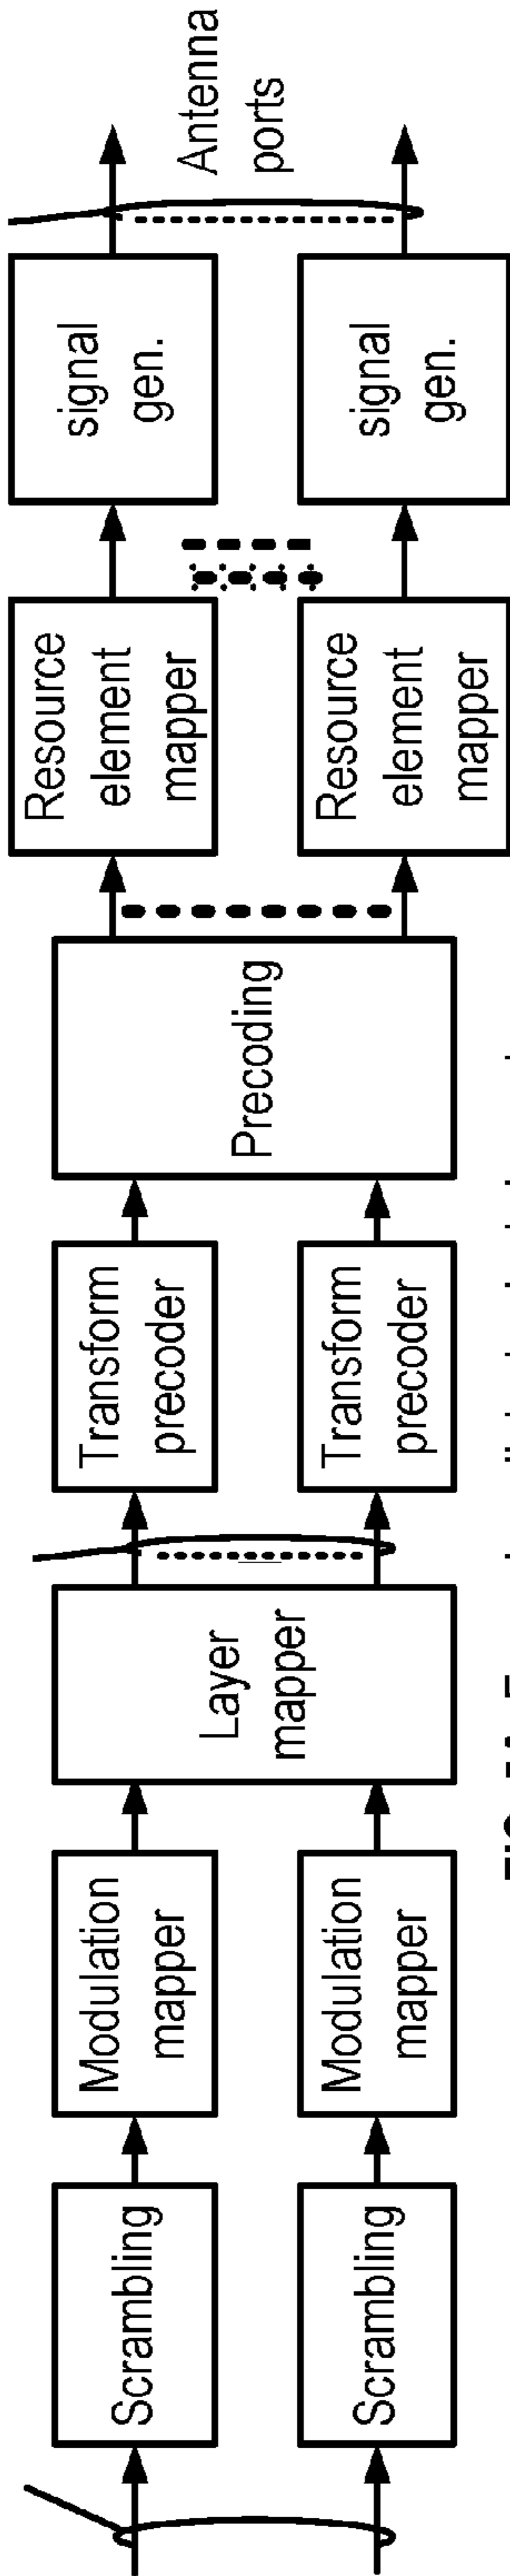 Scrambling
Modulation
mapper
Layer
mapper
Transform
precoder
Precoding
Resource
element
mapper
signal
gen.
Antenna
ports
Scrambling
Modulation
mapper
Transform
precoder
Resource
element
mapper
signal
gen.